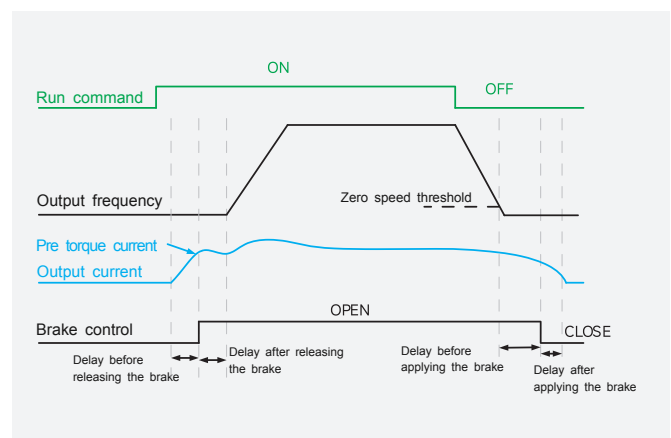 ON
OFF
Run command
Output frequency
Zero speed threshold
Pre torque current
Output current
OPEN
Brake control
CLOSE
Delay before
releasing the brake
Delay after releasing
the brake
Delay before
applying the brake
Delay after
applying the brake